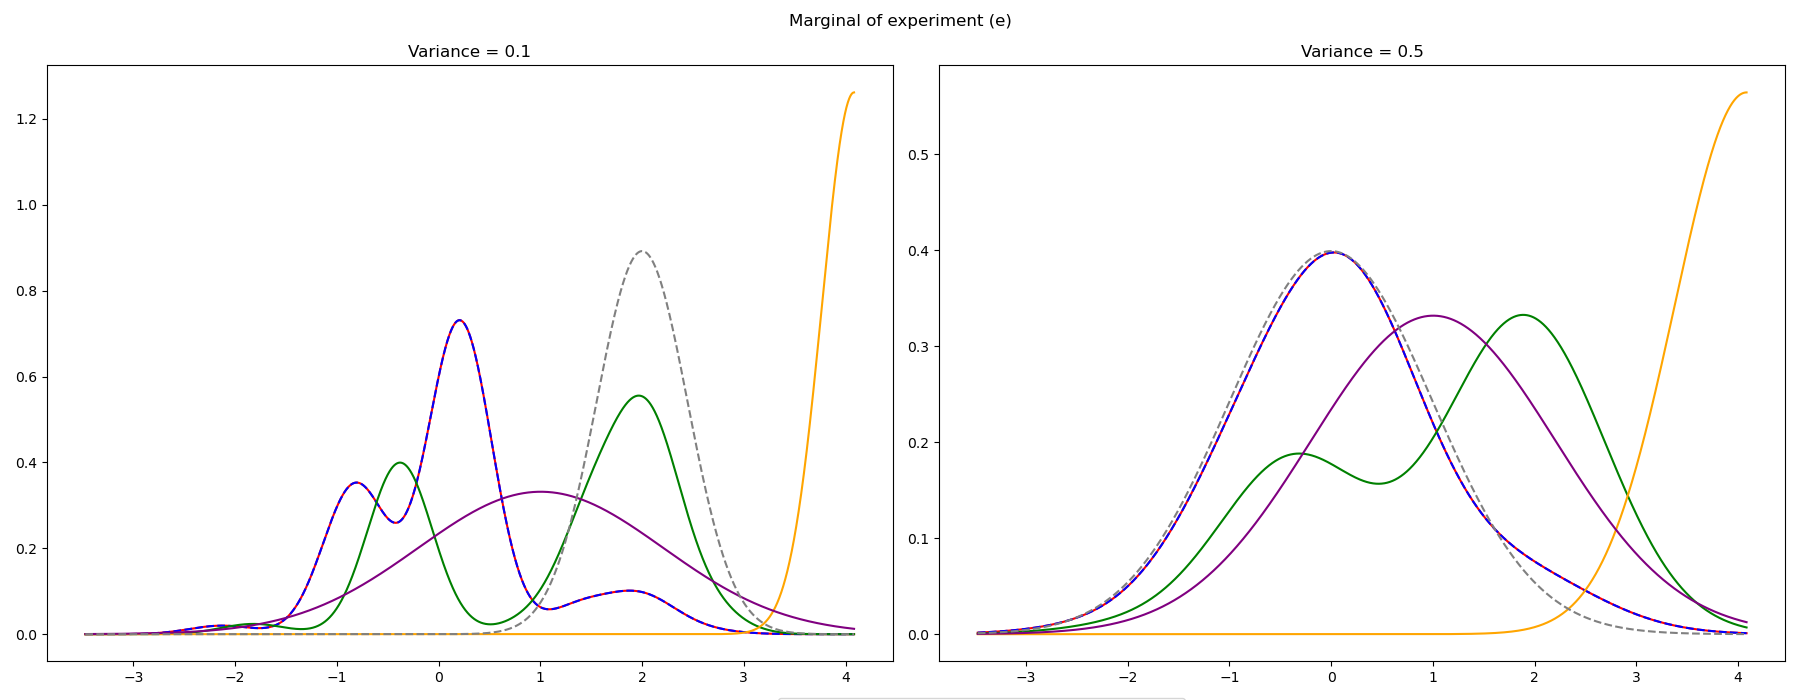 Marginal of experiment (e)
Variance = 0.1
1.2
1.0
0.8
0.6
0.4
0.2
0.0
−3 −2 −1 0 1 2 3 4
Variance = 0.5
0.5
0.4
0.3
0.2
0.1
0.0
−3 −2 −1 0 1 2 3 4